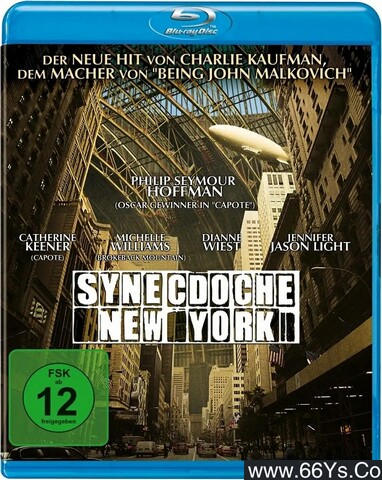 Blu-ray Disc
DER NEUE HIT VON CHARLIE KAUFMAN,
DEM MACHER VON "BEING JOHN MALKOVICH"
PHILIP SEYMOUR
HOFFMAN
(OSCAR GEWINNER IN "CAPOTE")
CATHERINE
KEENER
(CAPOTE)
MICHELLE
WILLIAMS
(BROKEBACK MOUNTAIN)
DIANNE
WIEST
JENNIFER
JASON LIGHT
SYNECDOCHE
NEW YORK
FSK
ab
12
freigegeben
www.66Ys.Co